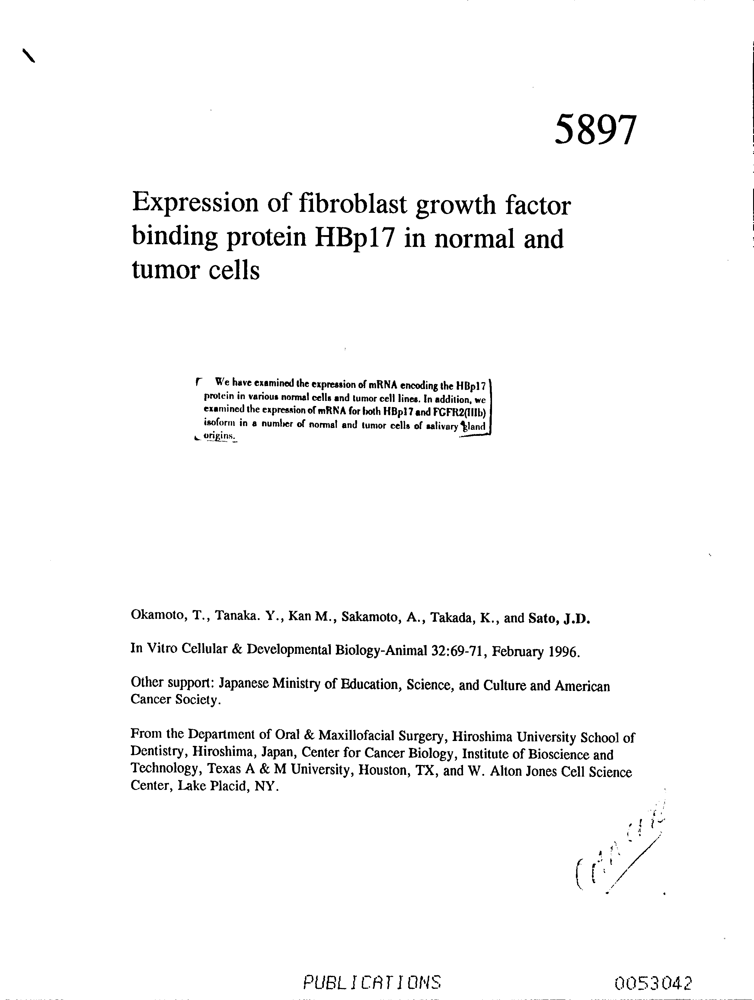 5897
Expression of fibroblast growth factor
binding protein HBp17 in normal and
tumor cells
We have examined the expression of mRNA encoding the HBp17
protein in various normal cells and tumor cell lines. In addition, we
examined the expression of mRNA for both HBp17 and FGFR2(IIIb)
isoform in a number of normal and tumor cells of salivary gland
origins.
Okamoto, T., Tanaka. Y., Kan M., Sakamoto, A., Takada, K., and Sato, J.D.
In Vitro Cellular & Developmental Biology-Animal 32:69-71, February 1996.
Other support: Japanese Ministry of Education, Science, and Culture and American
Cancer Society.
From the Department of Oral & Maxillofacial Surgery, Hiroshima University School of
Dentistry, Hiroshima, Japan, Center for Cancer Biology, Institute of Bioscience and
Technology, Texas A & M University, Houston, TX, and W. Alton Jones Cell Science
Center, Lake Placid, NY.
PUBLICATIONS
0053042